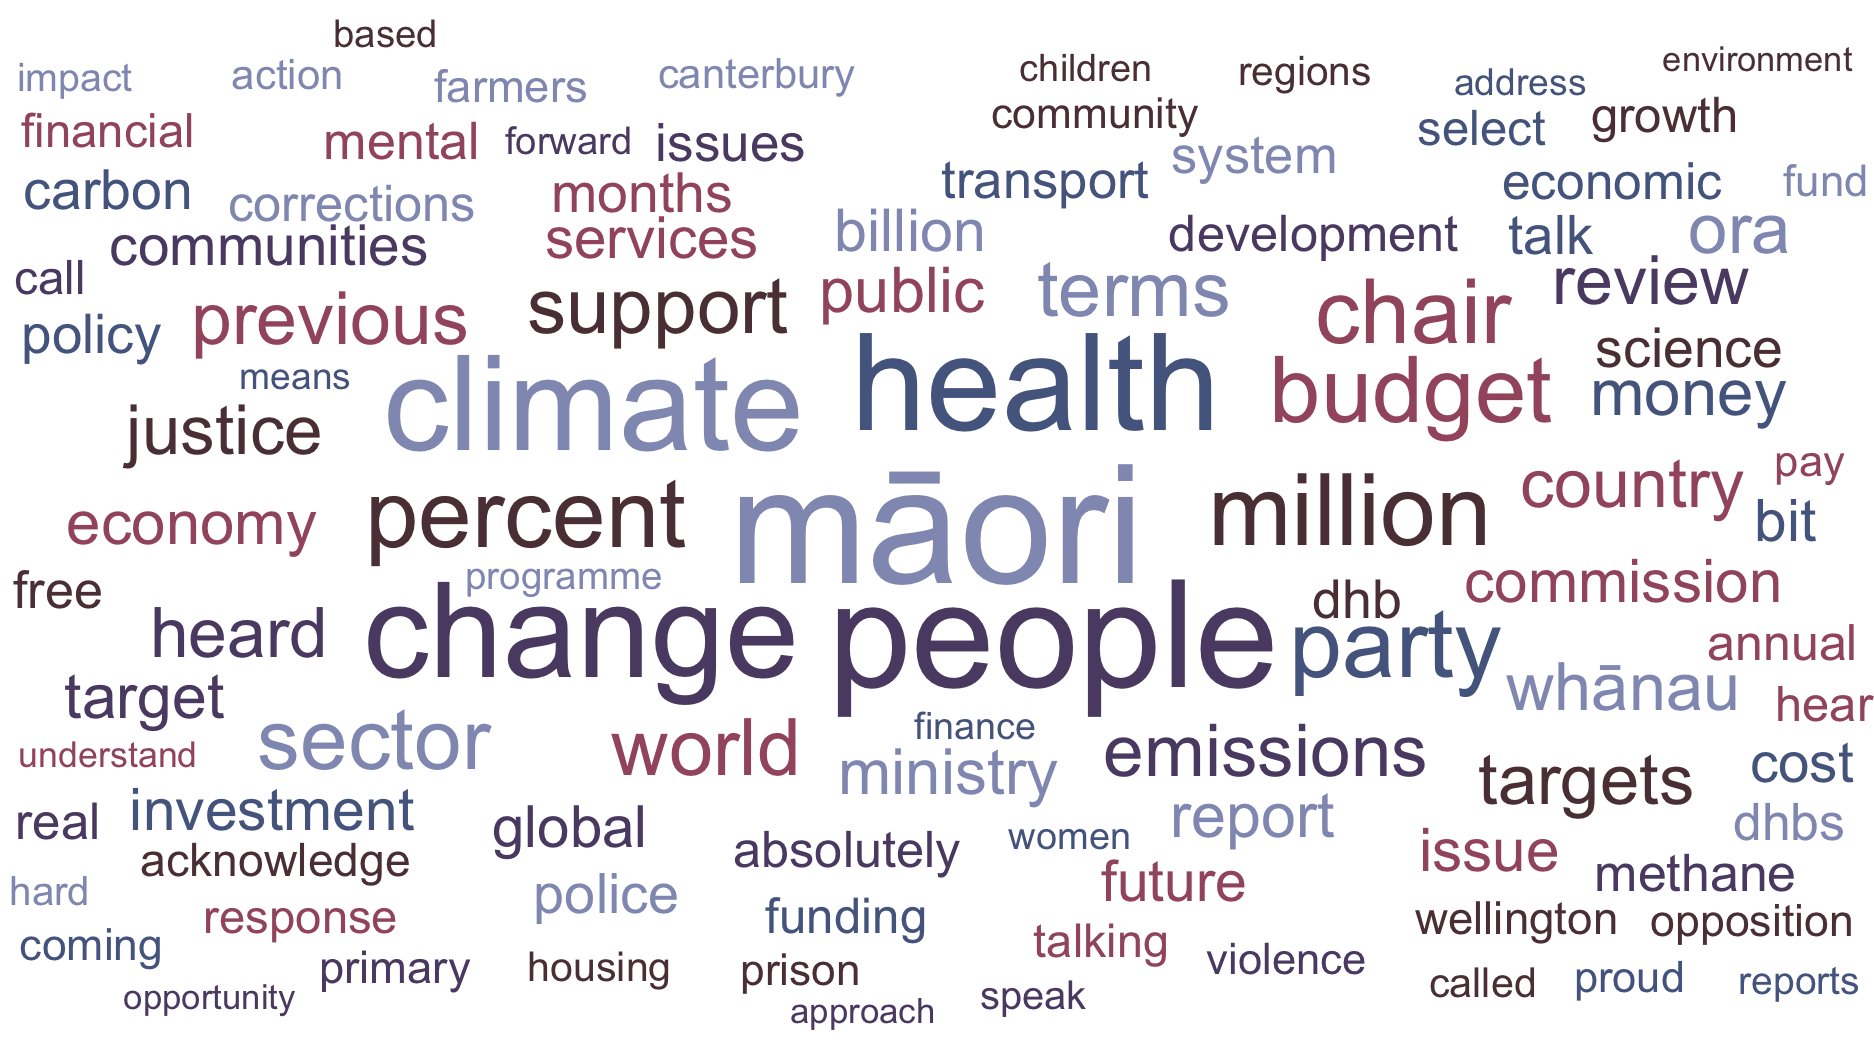 based
impact
action
farmers
canterbury
children
regions
address
environment
financial
mental
forward
issues
community
select
growth
carbon
corrections
months
transport
system
economic
fund
communities
services
billion
development
talk
ora
call
previous
support
public
terms
chair
review
policy
means
climate
health
budget
science
money
justice
economy
percent
māori
million
country
pay
bit
free
programme
heard
change
people
dhb
party
commission
annual
target
whānau
hear
understand
sector
world
finance
ministry
emissions
targets
cost
real
investment
global
absolutely
women
report
issue
dhbs
acknowledge
hard
response
police
funding
future
methane
coming
primary
housing
prison
talking
violence
wellington
opposition
opportunity
approach
speak
called
proud
reports